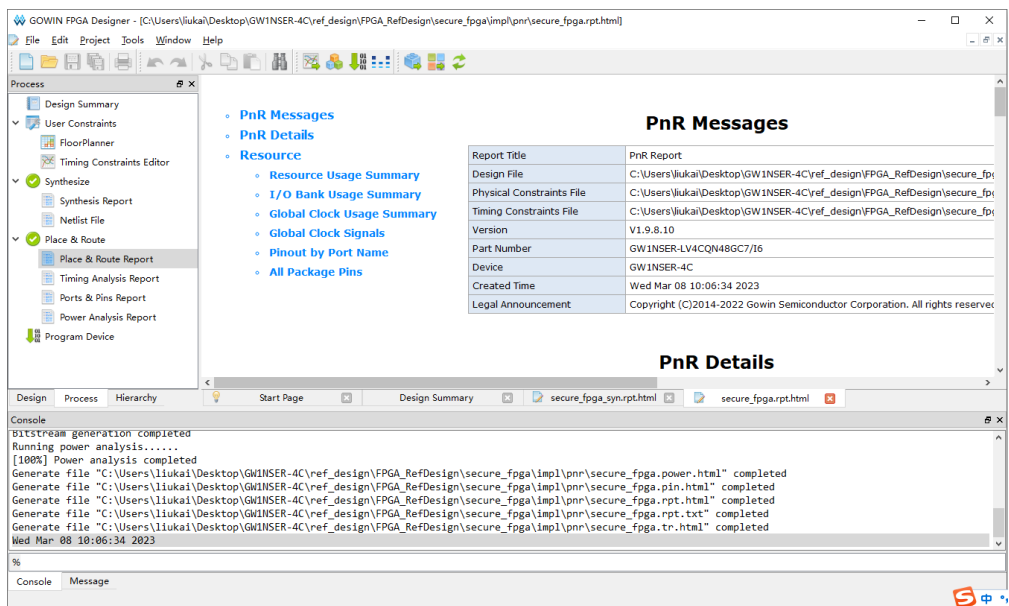 GOWIN FPGA Designer - [C:\Users\liukai\Desktop\GW1NSER-4C\ref_design\FPGA_RefDesign\secure_fpga\impl\pnr\secure_fpga.rpt.html]
File Edit Project Tools Window Help
Process
Design Summary
User Constraints
FloorPlanner
Timing Constraints Editor
Synthesize
Synthesis Report
Netlist File
Place & Route
Place & Route Report
Timing Analysis Report
Ports & Pins Report
Power Analysis Report
Program Device
Design Process Hierarchy
PnR Messages
PnR Details
Resource
Resource Usage Summary
I/O Bank Usage Summary
Global Clock Usage Summary
Global Clock Signals
Pinout by Port Name
All Package Pins
PnR Messages
Report Title PnR Report
Design File C:\Users\liukai\Desktop\GW1NSER-4C\ref_design\FPGA_RefDesign\secure_fp
Physical Constraints File C:\Users\liukai\Desktop\GW1NSER-4C\ref_design\FPGA_RefDesign\secure_fp
Timing Constraints File C:\Users\liukai\Desktop\GW1NSER-4C\ref_design\FPGA_RefDesign\secure_fp
Version V1.9.8.10
Part Number GW1NSER-LV4CQN48GC7/I6
Device GW1NSER-4C
Created Time Wed Mar 08 10:06:34 2023
Legal Announcement Copyright (C)2014-2022 Gowin Semiconductor Corporation. All rights reserved
PnR Details
Start Page Design Summary secure_fpga_syn.rpt.html secure_fpga.rpt.html
Console
Bitstream generation completed
Running power analysis......
[100%] Power analysis completed
Generate file "C:\Users\liukai\Desktop\GW1NSER-4C\ref_design\FPGA_RefDesign\secure_fpga\impl\pnr\secure_fpga.power.html" completed
Generate file "C:\Users\liukai\Desktop\GW1NSER-4C\ref_design\FPGA_RefDesign\secure_fpga\impl\pnr\secure_fpga.pin.html" completed
Generate file "C:\Users\liukai\Desktop\GW1NSER-4C\ref_design\FPGA_RefDesign\secure_fpga\impl\pnr\secure_fpga.rpt.html" completed
Generate file "C:\Users\liukai\Desktop\GW1NSER-4C\ref_design\FPGA_RefDesign\secure_fpga\impl\pnr\secure_fpga.rpt.txt" completed
Generate file "C:\Users\liukai\Desktop\GW1NSER-4C\ref_design\FPGA_RefDesign\secure_fpga\impl\pnr\secure_fpga.tr.html" completed
Wed Mar 08 10:06:34 2023
%
Console Message
中